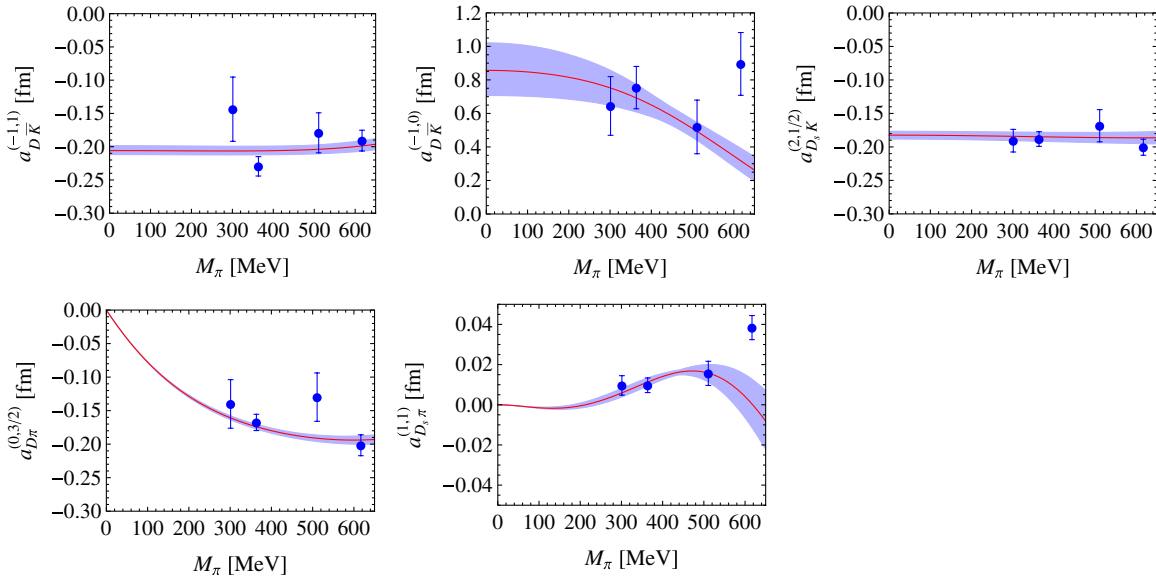 a_{D\overline{K}}^{(-1,1)} [fm]
0.00
−0.05
−0.10
−0.15
−0.20
−0.25
−0.30
0 100 200 300 400 500 600
M_π [MeV]
a_{D\overline{K}}^{(-1,0)} [fm]
1.2
1.0
0.8
0.6
0.4
0.2
0.0
0 100 200 300 400 500 600
M_π [MeV]
a_{D_s K}^{(2,1/2)} [fm]
0.00
−0.05
−0.10
−0.15
−0.20
−0.25
−0.30
0 100 200 300 400 500 600
M_π [MeV]
a_{Dπ}^{(0,3/2)} [fm]
0.00
−0.05
−0.10
−0.15
−0.20
−0.25
−0.30
0 100 200 300 400 500 600
M_π [MeV]
a_{D_s π}^{(1,1)} [fm]
0.04
0.02
0.00
−0.02
−0.04
0 100 200 300 400 500 600
M_π [MeV]